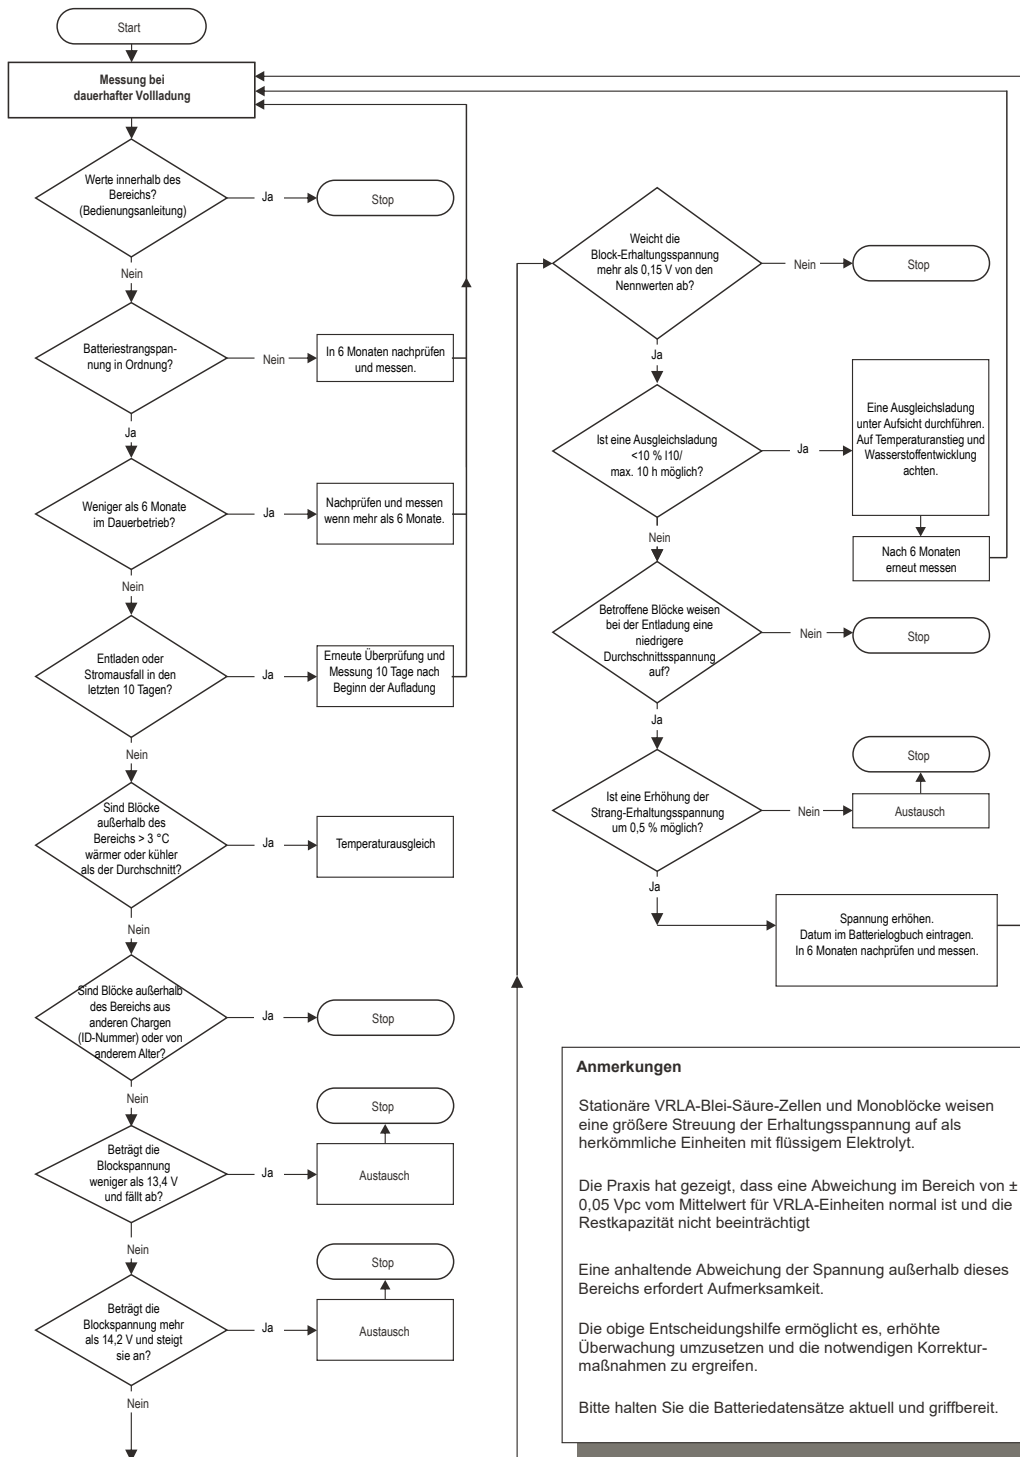 Start
Messung bei
dauerhafter Vollladung
Werte innerhalb des
Bereichs?
(Bedienungsanleitung)
Ja
Stop
Nein
Batteriestrangspan-
nung in Ordnung?
Nein
In 6 Monaten nachprüfen
und messen.
Ja
Weniger als 6 Monate
im Dauerbetrieb?
Ja
Nachprüfen und messen
wenn mehr als 6 Monate.
Nein
Entladen oder
Stromausfall in den
letzten 10 Tagen?
Ja
Erneute Überprüfung und
Messung 10 Tage nach
Beginn der Aufladung
Nein
Sind Blöcke
außerhalb des
Bereichs > 3 °C
wärmer oder kühler
als der Durchschnitt?
Ja
Temperaturausgleich
Nein
Sind Blöcke außerhalb
des Bereichs aus
anderen Chargen
(ID-Nummer) oder von
anderem Alter?
Ja
Stop
Nein
Beträgt die
Blockspannung
weniger als 13,4 V
und fällt ab?
Ja
Austausch
Stop
Nein
Beträgt die
Blockspannung mehr
als 14,2 V und steigt
sie an?
Ja
Austausch
Stop
Nein
Weicht die
Block-Erhaltungsspannung
mehr als 0,15 V von den
Nennwerten ab?
Nein
Stop
Ja
Ist eine Ausgleichsladung
<10 % I10/
max. 10 h möglich?
Ja
Eine Ausgleichsladung
unter Aufsicht durchführen.
Auf Temperaturanstieg und
Wasserstoffentwicklung
achten.
Nach 6 Monaten
erneut messen
Nein
Betroffene Blöcke weisen
bei der Entladung eine
niedrigere
Durchschnittsspannung
auf?
Nein
Stop
Ja
Ist eine Erhöhung der
Strang-Erhaltungsspannung
um 0,5 % möglich?
Nein
Austausch
Stop
Ja
Spannung erhöhen.
Datum im Batterielogbuch eintragen.
In 6 Monaten nachprüfen und messen.
Anmerkungen
Stationäre VRLA-Blei-Säure-Zellen und Monoblöcke weisen
eine größere Streuung der Erhaltungsspannung auf als
herkömmliche Einheiten mit flüssigem Elektrolyt.
Die Praxis hat gezeigt, dass eine Abweichung im Bereich von ±
0,05 Vpc vom Mittelwert für VRLA-Einheiten normal ist und die
Restkapazität nicht beeinträchtigt
Eine anhaltende Abweichung der Spannung außerhalb dieses
Bereichs erfordert Aufmerksamkeit.
Die obige Entscheidungshilfe ermöglicht es, erhöhte
Überwachung umzusetzen und die notwendigen Korrektur-
maßnahmen zu ergreifen.
Bitte halten Sie die Batteriedatensätze aktuell und griffbereit.